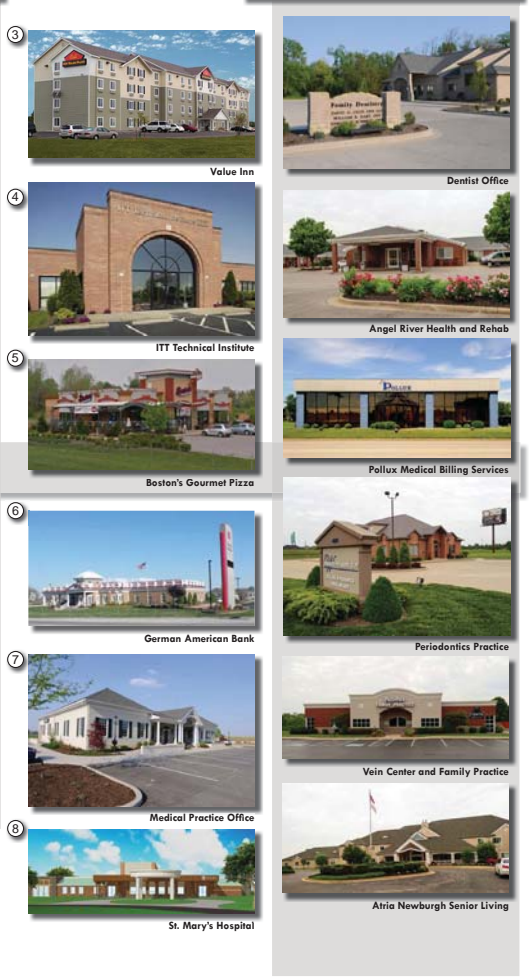 3
Value Inn
4
ITT Technical Institute
5
Boston's Gourmet Pizza
6
German American Bank
7
Medical Practice Office
8
St. Mary's Hospital
Family Dentistry
Dentist Office
Angel River Health and Rehab
POLLUX
Pollux Medical Billing Services
Periodontics Practice
Vein Center and Family Practice
Atria Newburgh Senior Living